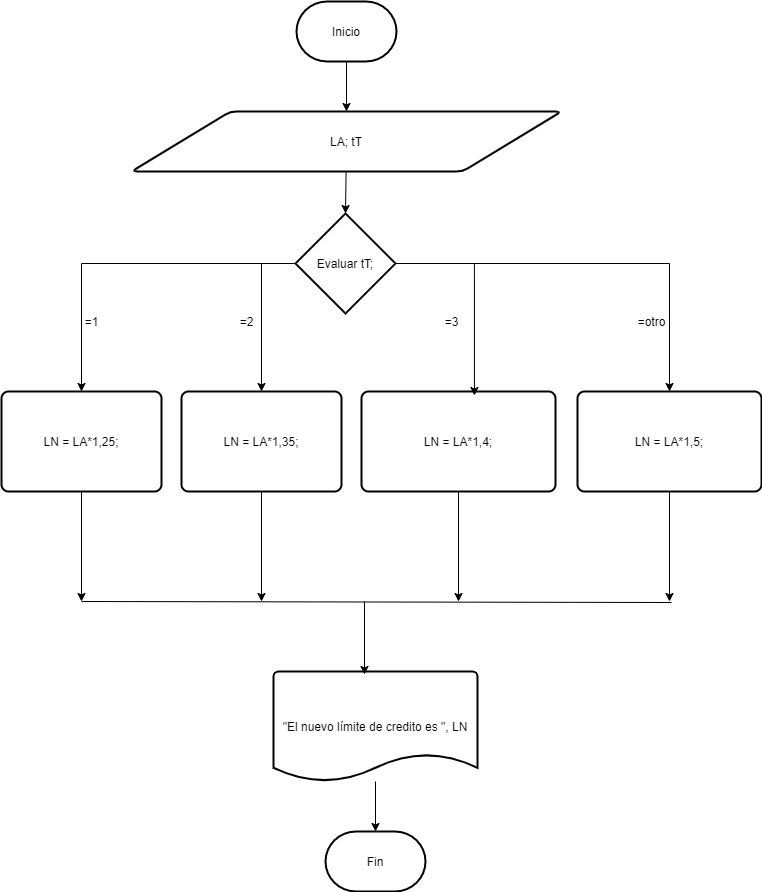 Inicio
LA; tT
Evaluar tT;
=1
=2
=3
=otro
LN = LA*1,25;
LN = LA*1,35;
LN = LA*1,4;
LN = LA*1,5;
"El nuevo límite de credito es ", LN
Fin